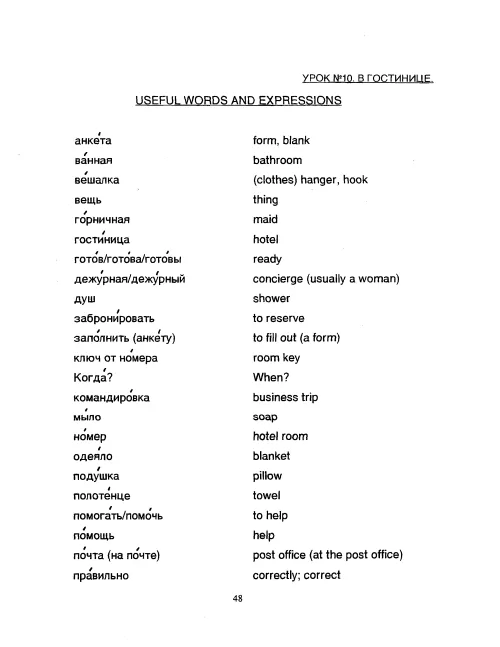 УРОК №10. В ГОСТИНИЦЕ.
USEFUL WORDS AND EXPRESSIONS
анке́та form, blank
ва́нная bathroom
ве́шалка (clothes) hanger, hook
вещь thing
го́рничная maid
гости́ница hotel
гото́в/гото́ва/гото́вы ready
дежу́рная/дежу́рный concierge (usually a woman)
душ shower
заброни́ровать to reserve
запо́лнить (анке́ту) to fill out (a form)
ключ от но́мера room key
Когда́? When?
командиро́вка business trip
мы́ло soap
но́мер hotel room
одея́ло blanket
поду́шка pillow
полоте́нце towel
помога́ть/помо́чь to help
по́мощь help
по́чта (на по́чте) post office (at the post office)
пра́вильно correctly; correct
48